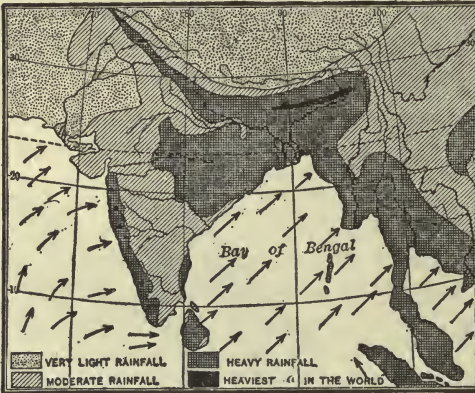 20
Bay of Bengal
10
VERY LIGHT RAINFALL
HEAVY RAINFALL
MODERATE RAINFALL
HEAVIEST " IN THE WORLD